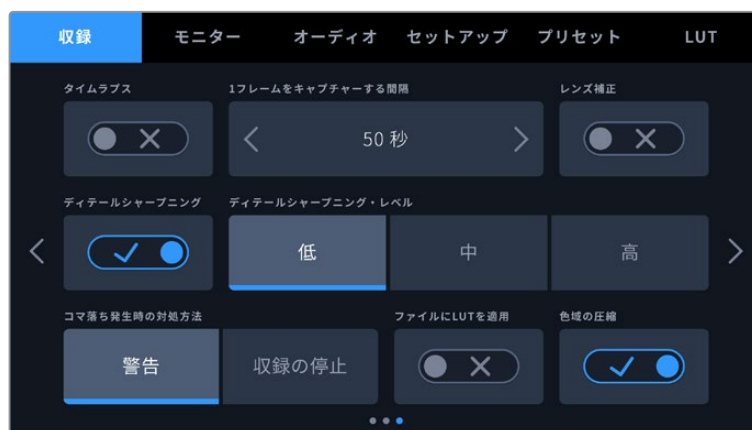 収録 モニター オーディオ セットアップ プリセット LUT
タイムラプス 1フレームをキャプチャーする間隔 レンズ補正
50 秒
ディテールシャープニング ディテールシャープニング・レベル
低 中 高
コマ落ち発生時の対処方法 ファイルにLUTを適用 色域の圧縮
警告 収録の停止